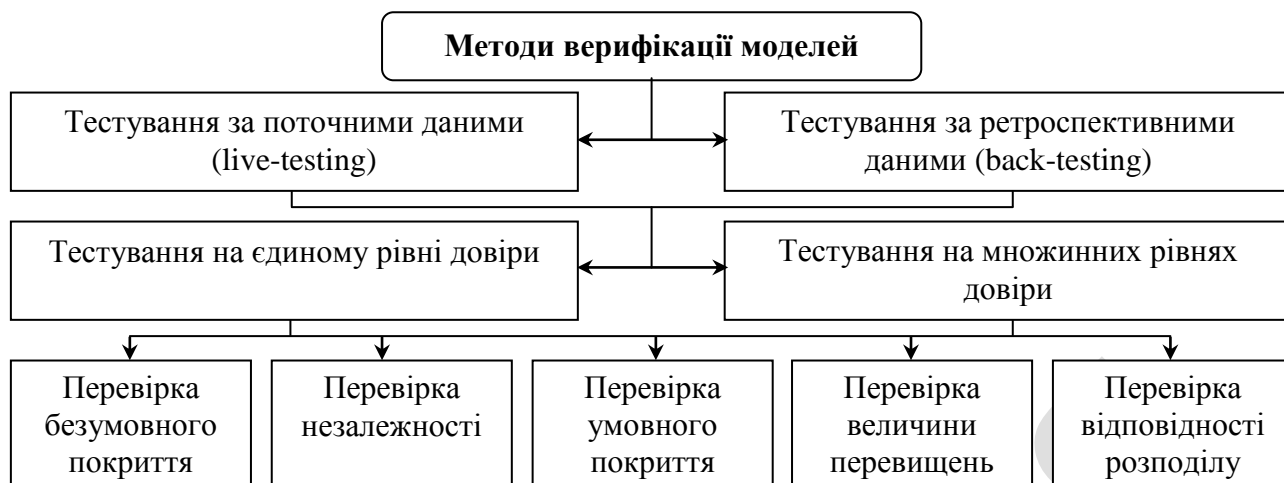 Методи верифікації моделей
Тестування за поточними даними
(live-testing)
Тестування за ретроспективними
даними (back-testing)
Тестування на єдиному рівні довіри
Тестування на множинних рівнях
довіри
Перевірка
безумовного
покриття
Перевірка
незалежності
Перевірка
умовного
покриття
Перевірка
величини
перевищень
Перевірка
відповідності
розподілу